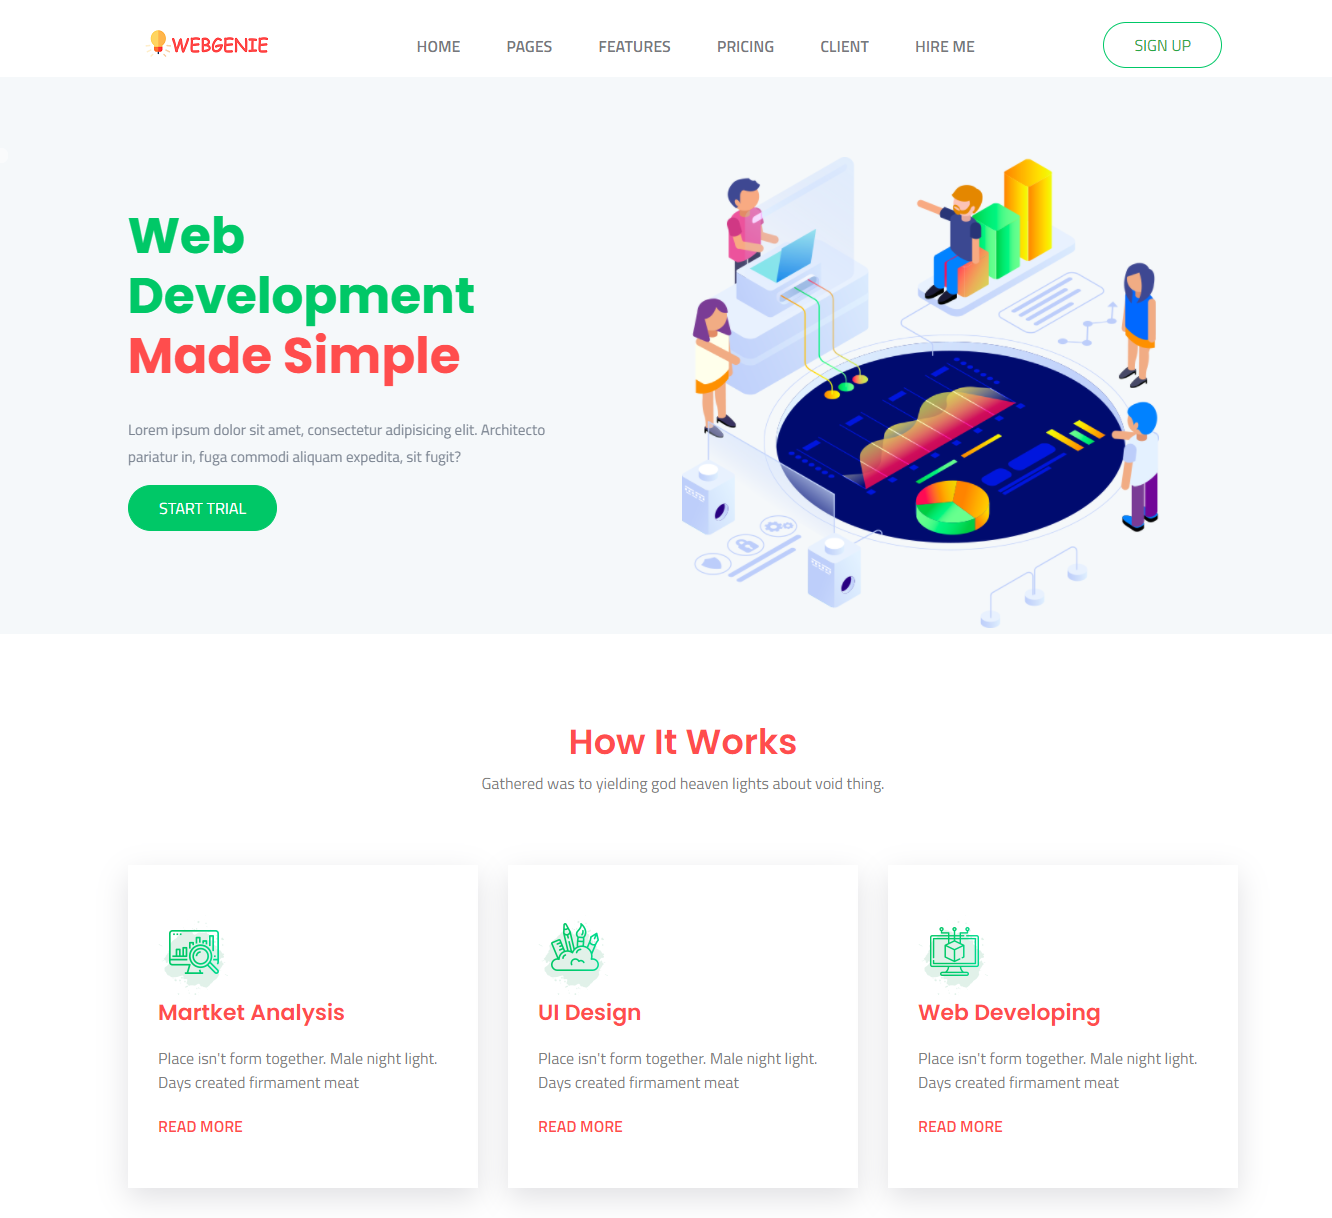 WEBGENIE
HOME PAGES FEATURES PRICING CLIENT HIRE ME
SIGN UP
Web
Development
Made Simple
Lorem ipsum dolor sit amet, consectetur adipisicing elit. Architecto
pariatur in, fuga commodi aliquam expedita, sit fugit?
START TRIAL
How It Works
Gathered was to yielding god heaven lights about void thing.
Martket Analysis
Place isn't form together. Male night light.
Days created firmament meat
READ MORE
UI Design
Place isn't form together. Male night light.
Days created firmament meat
READ MORE
Web Developing
Place isn't form together. Male night light.
Days created firmament meat
READ MORE